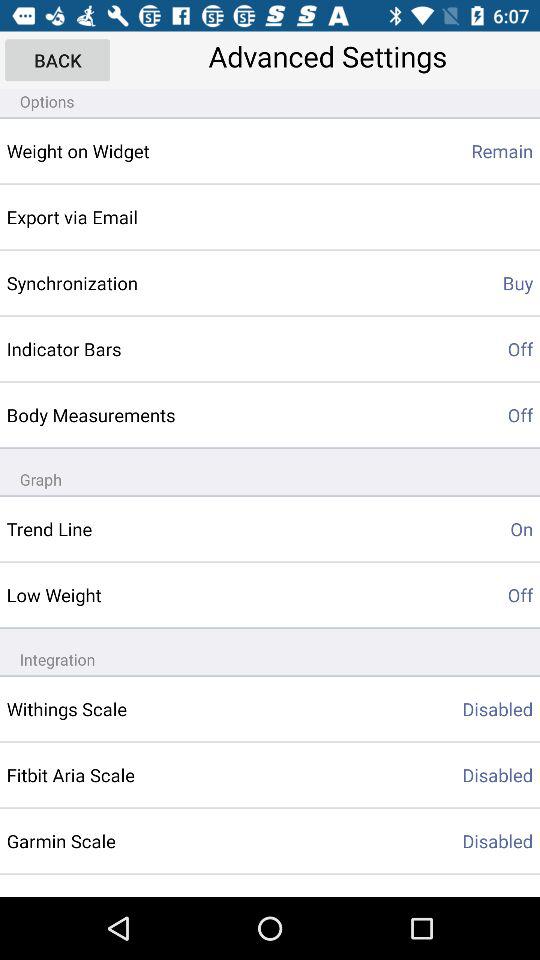 6:07
BACK
Advanced Settings
Options
Weight on Widget Remain
Export via Email
Synchronization Buy
Indicator Bars Off
Body Measurements Off
Graph
Trend Line On
Low Weight Off
Integration
Withings Scale Disabled
Fitbit Aria Scale Disabled
Garmin Scale Disabled